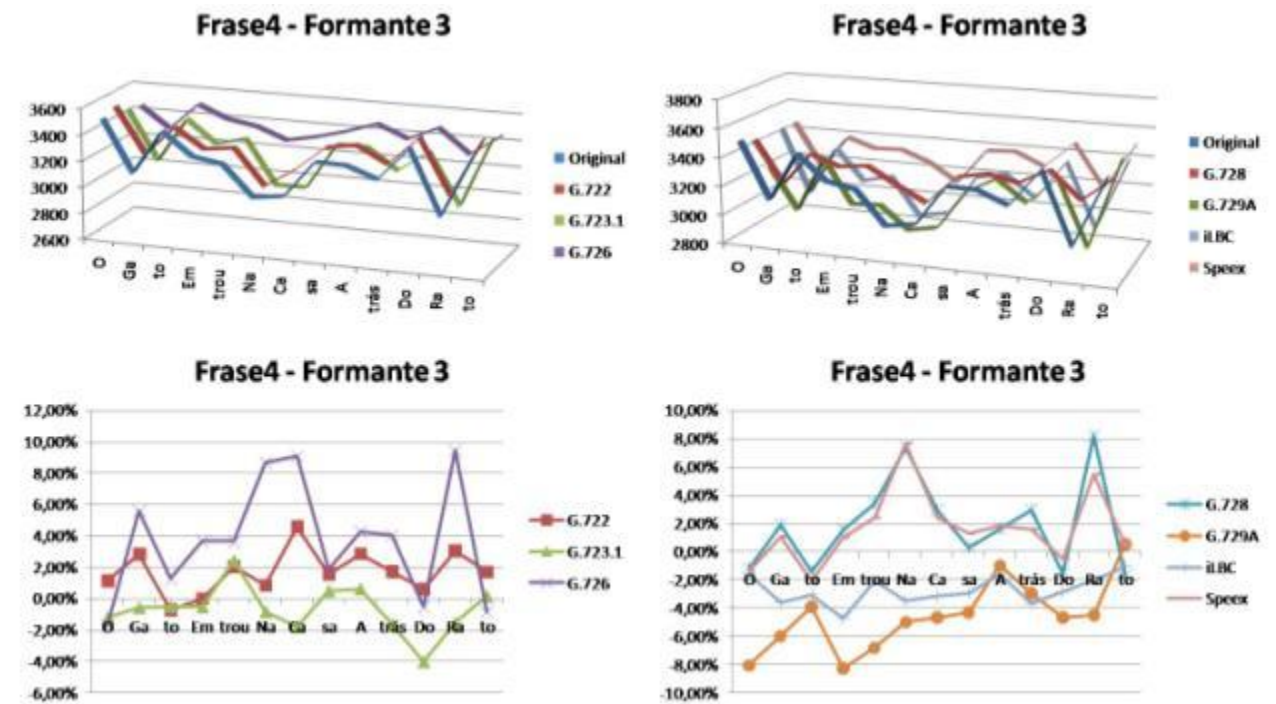 Frase4 - Formante 3
3600
3400
3200
3000
2800
2600
O
Ga
to
Em
trou
Na
Ca
sa
A
trás
Do
Ra
to
Original
G.722
G.723.1
G.726
Frase4 - Formante 3
3800
3600
3400
3200
3000
2800
O
Ga
to
Em
trou
Na
Ca
sa
A
trás
Do
Ra
to
Original
G.728
G.729A
iLBC
Speex
Frase4 - Formante 3
12,00%
10,00%
8,00%
6,00%
4,00%
2,00%
0,00%
-2,00%
-4,00%
-6,00%
O Ga to Em trou Na Ca sa A trás Do Ra to
G.722
G.723.1
G.726
Frase4 - Formante 3
10,00%
8,00%
6,00%
4,00%
2,00%
0,00%
-2,00%
-4,00%
-6,00%
-8,00%
-10,00%
O Ga to Em trou Na Ca sa A trás Do Ra to
G.728
G.729A
iLBC
Speex